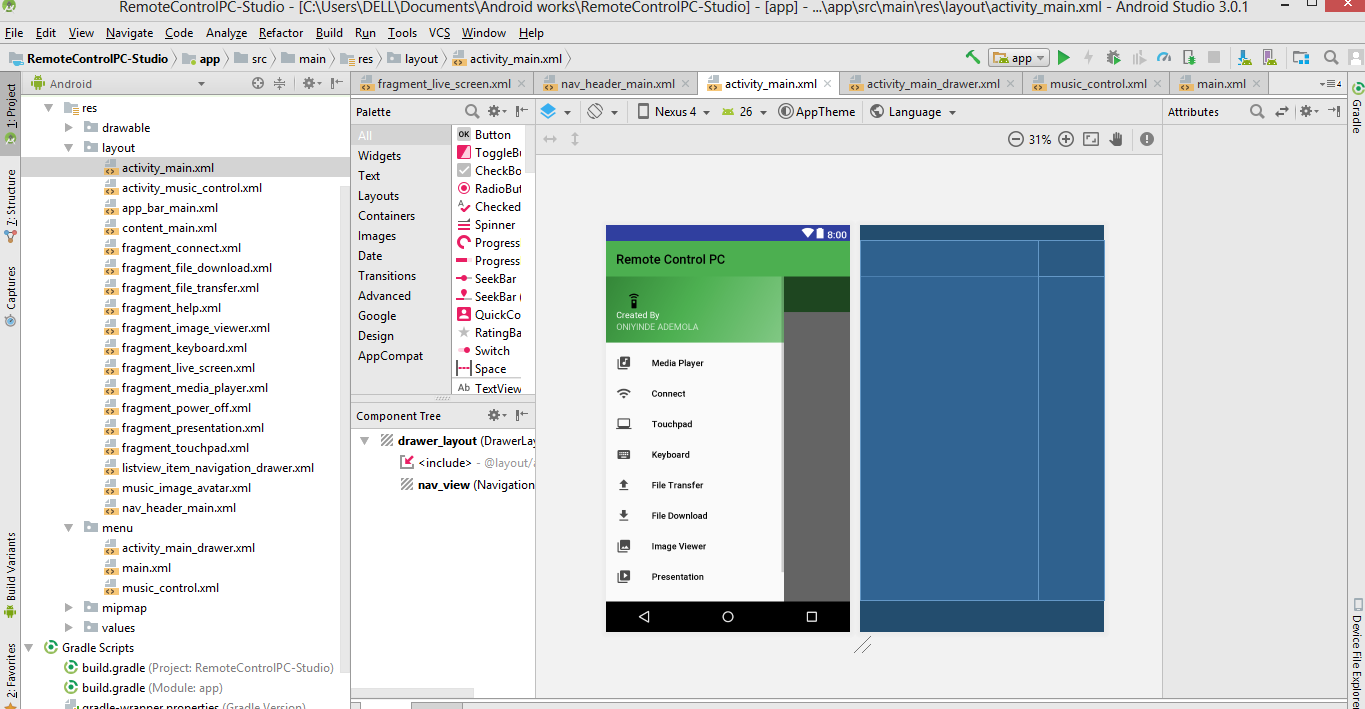 RemoteControlPC-Studio - [C:\Users\DELL\Documents\Android works\RemoteControlPC-Studio] - [app] - ...\app\src\main\res\layout\activity_main.xml - Android Studio 3.0.1
File Edit View Navigate Code Analyze Refactor Build Run Tools VCS Window Help
RemoteControlPC-Studio app src main res layout activity_main.xml
app
1: Project
7: Structure
Captures
Build Variants
2: Favorites
Android
res
drawable
layout
activity_main.xml
activity_music_control.xml
app_bar_main.xml
content_main.xml
fragment_connect.xml
fragment_file_download.xml
fragment_file_transfer.xml
fragment_help.xml
fragment_image_viewer.xml
fragment_keyboard.xml
fragment_live_screen.xml
fragment_media_player.xml
fragment_power_off.xml
fragment_presentation.xml
fragment_touchpad.xml
listview_item_navigation_drawer.xml
music_image_avatar.xml
nav_header_main.xml
menu
activity_main_drawer.xml
main.xml
music_control.xml
mipmap
values
Gradle Scripts
build.gradle (Project: RemoteControlPC-Studio)
build.gradle (Module: app)
gradle-wrapper.properties (Gradle Version)
fragment_live_screen.xml nav_header_main.xml activity_main.xml activity_main_drawer.xml music_control.xml main.xml
4
Palette
All
Widgets
Text
Layouts
Containers
Images
Date
Transitions
Advanced
Google
Design
AppCompat
OK Button
ToggleBu
CheckBo
RadioBut
Checked
Spinner
Progress
Progress
SeekBar
SeekBar (
QuickCo
RatingBa
Switch
Space
Ab TextView
Component Tree
drawer_layout (DrawerLay
<include> - @layout/a
nav_view (Navigation
Nexus 4 26 AppTheme Language
31%
8:00
Remote Control PC
Created By
ONIYINDE ADEMOLA
Media Player
Connect
Touchpad
Keyboard
File Transfer
File Download
Image Viewer
Presentation
Attributes
Gradle
Device File Explorer